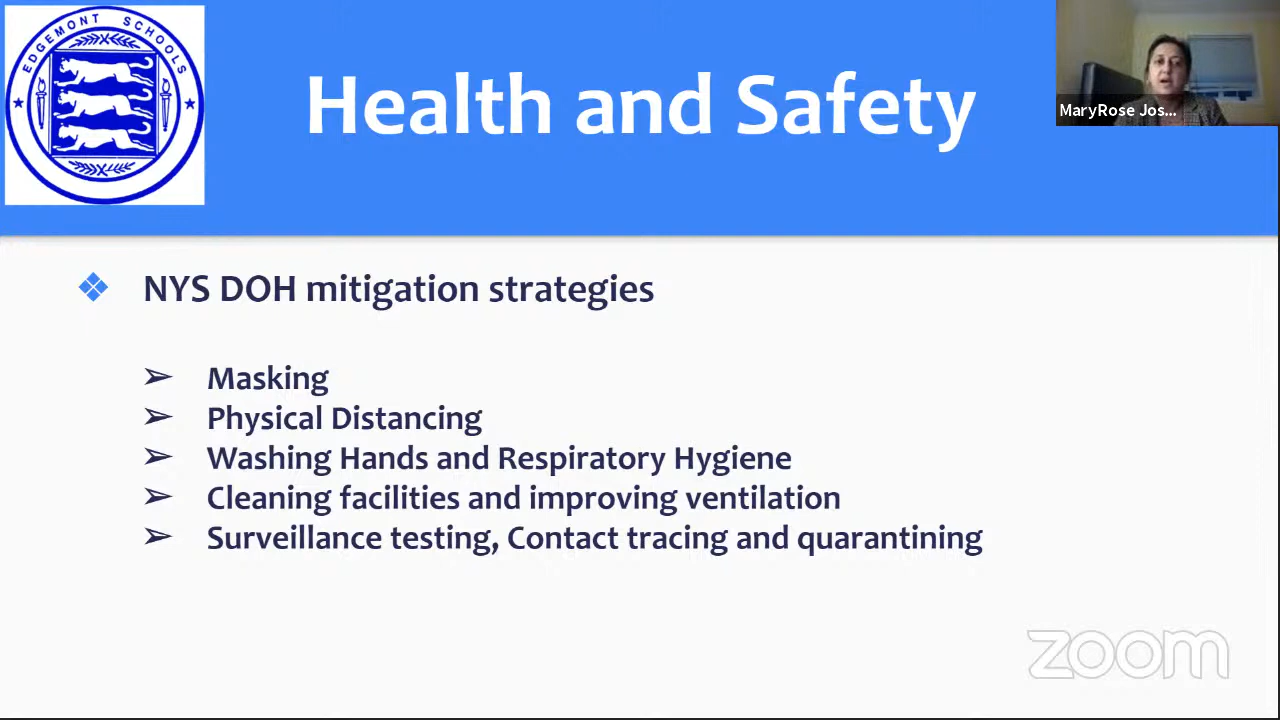 EDGEMONT SCHOOLS
Health and Safety
MaryRose Jos...
NYS DOH mitigation strategies
Masking
Physical Distancing
Washing Hands and Respiratory Hygiene
Cleaning facilities and improving ventilation
Surveillance testing, Contact tracing and quarantining
zoom